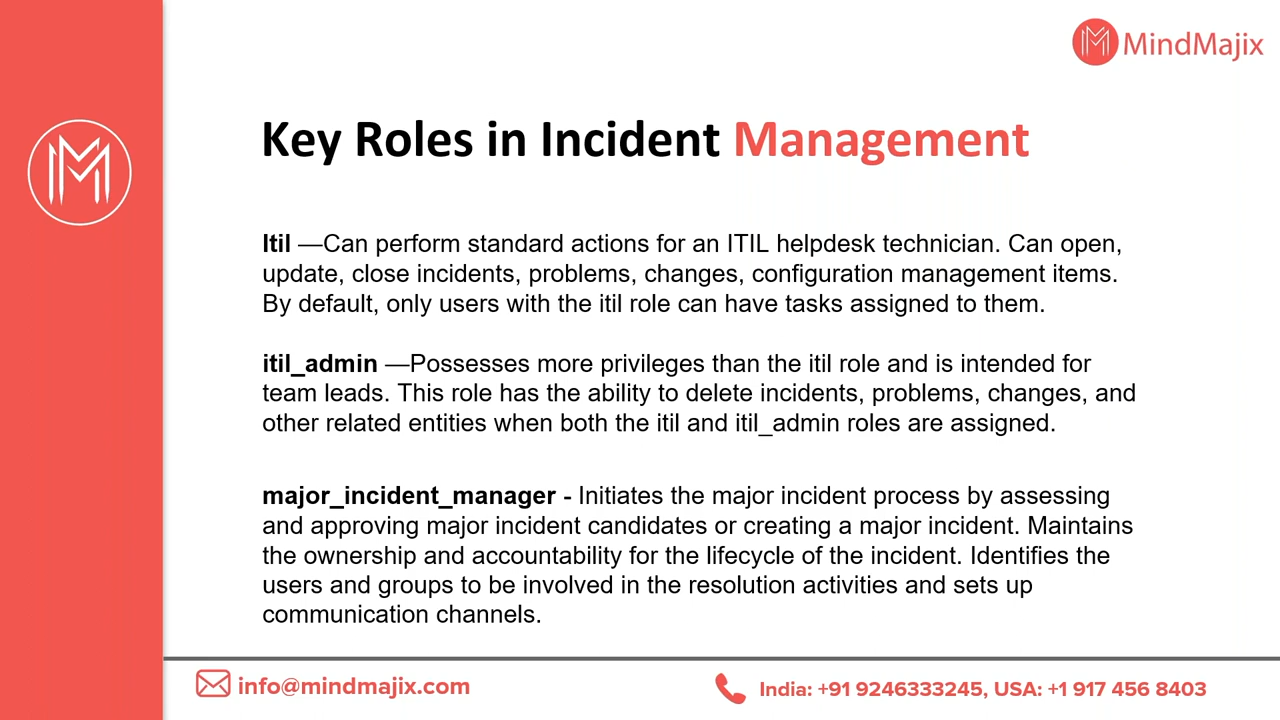 MindMajix
Key Roles in Incident Management
Itil —Can perform standard actions for an ITIL helpdesk technician. Can open,
update, close incidents, problems, changes, configuration management items.
By default, only users with the itil role can have tasks assigned to them.
itil_admin —Possesses more privileges than the itil role and is intended for
team leads. This role has the ability to delete incidents, problems, changes, and
other related entities when both the itil and itil_admin roles are assigned.
major_incident_manager - Initiates the major incident process by assessing
and approving major incident candidates or creating a major incident. Maintains
the ownership and accountability for the lifecycle of the incident. Identifies the
users and groups to be involved in the resolution activities and sets up
communication channels.
info@mindmajix.com
India: +91 9246333245, USA: +1 917 456 8403